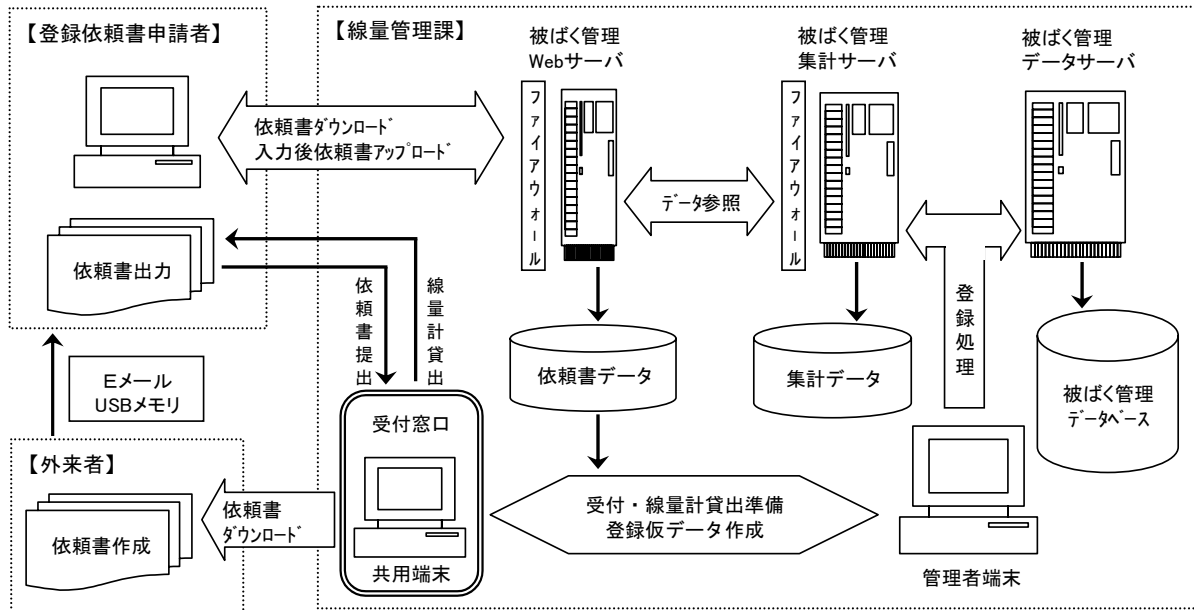 【登録依頼書申請者】
【線量管理課】
被ばく管理
Webサーバ
被ばく管理
集計サーバ
被ばく管理
データサーバ
ファイアウォール
ファイアウォール
依頼書ﾀﾞｳﾝﾛｰﾄﾞ
入力後依頼書ｱｯﾌﾟﾛｰﾄﾞ
ﾃﾞｰﾀ参照
依頼書出力
依頼書提出
線量計貸出
登録処理
Eメール
USBメモリ
依頼書データ
集計データ
被ばく管理
ﾃﾞｰﾀﾍﾞｰｽ
受付窓口
【外来者】
依頼書
ﾀﾞｳﾝﾛｰﾄﾞ
受付・線量計貸出準備
登録仮データ作成
依頼書作成
共用端末
管理者端末